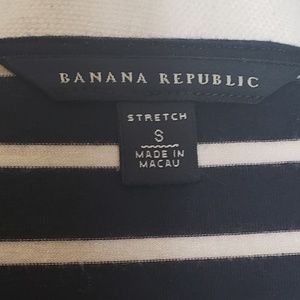 BANANA REPUBLIC
STRETCH
S
MADE IN
MACAU